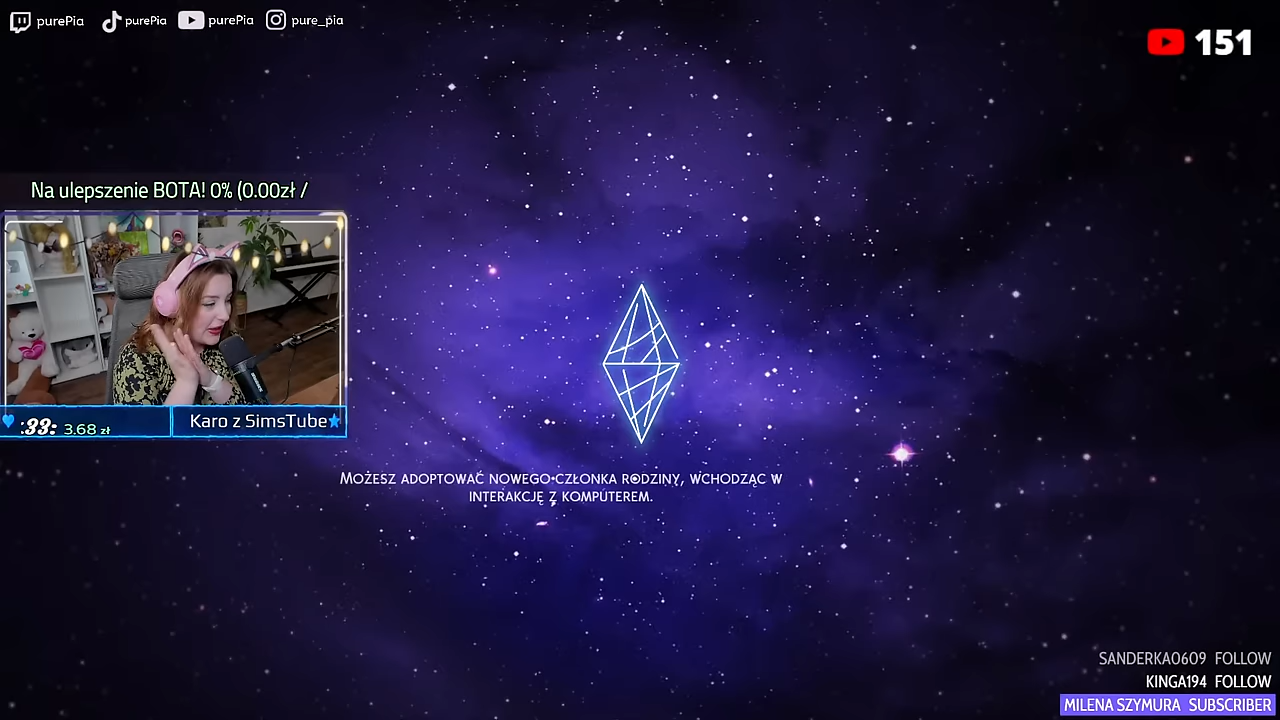 purePia purePia purePia pure_pia
151
Na ulepszenie BOTA! 0% (0.00zł /
:33: 3.68 zł
Karo z SimsTube
MOŻESZ ADOPTOWAĆ NOWEGO CZŁONKA RODZINY, WCHODZĄC W
INTERAKCJĘ Z KOMPUTEREM.
SANDERKA0609 FOLLOW
KINGA194 FOLLOW
MILENA SZYMURA SUBSCRIBER